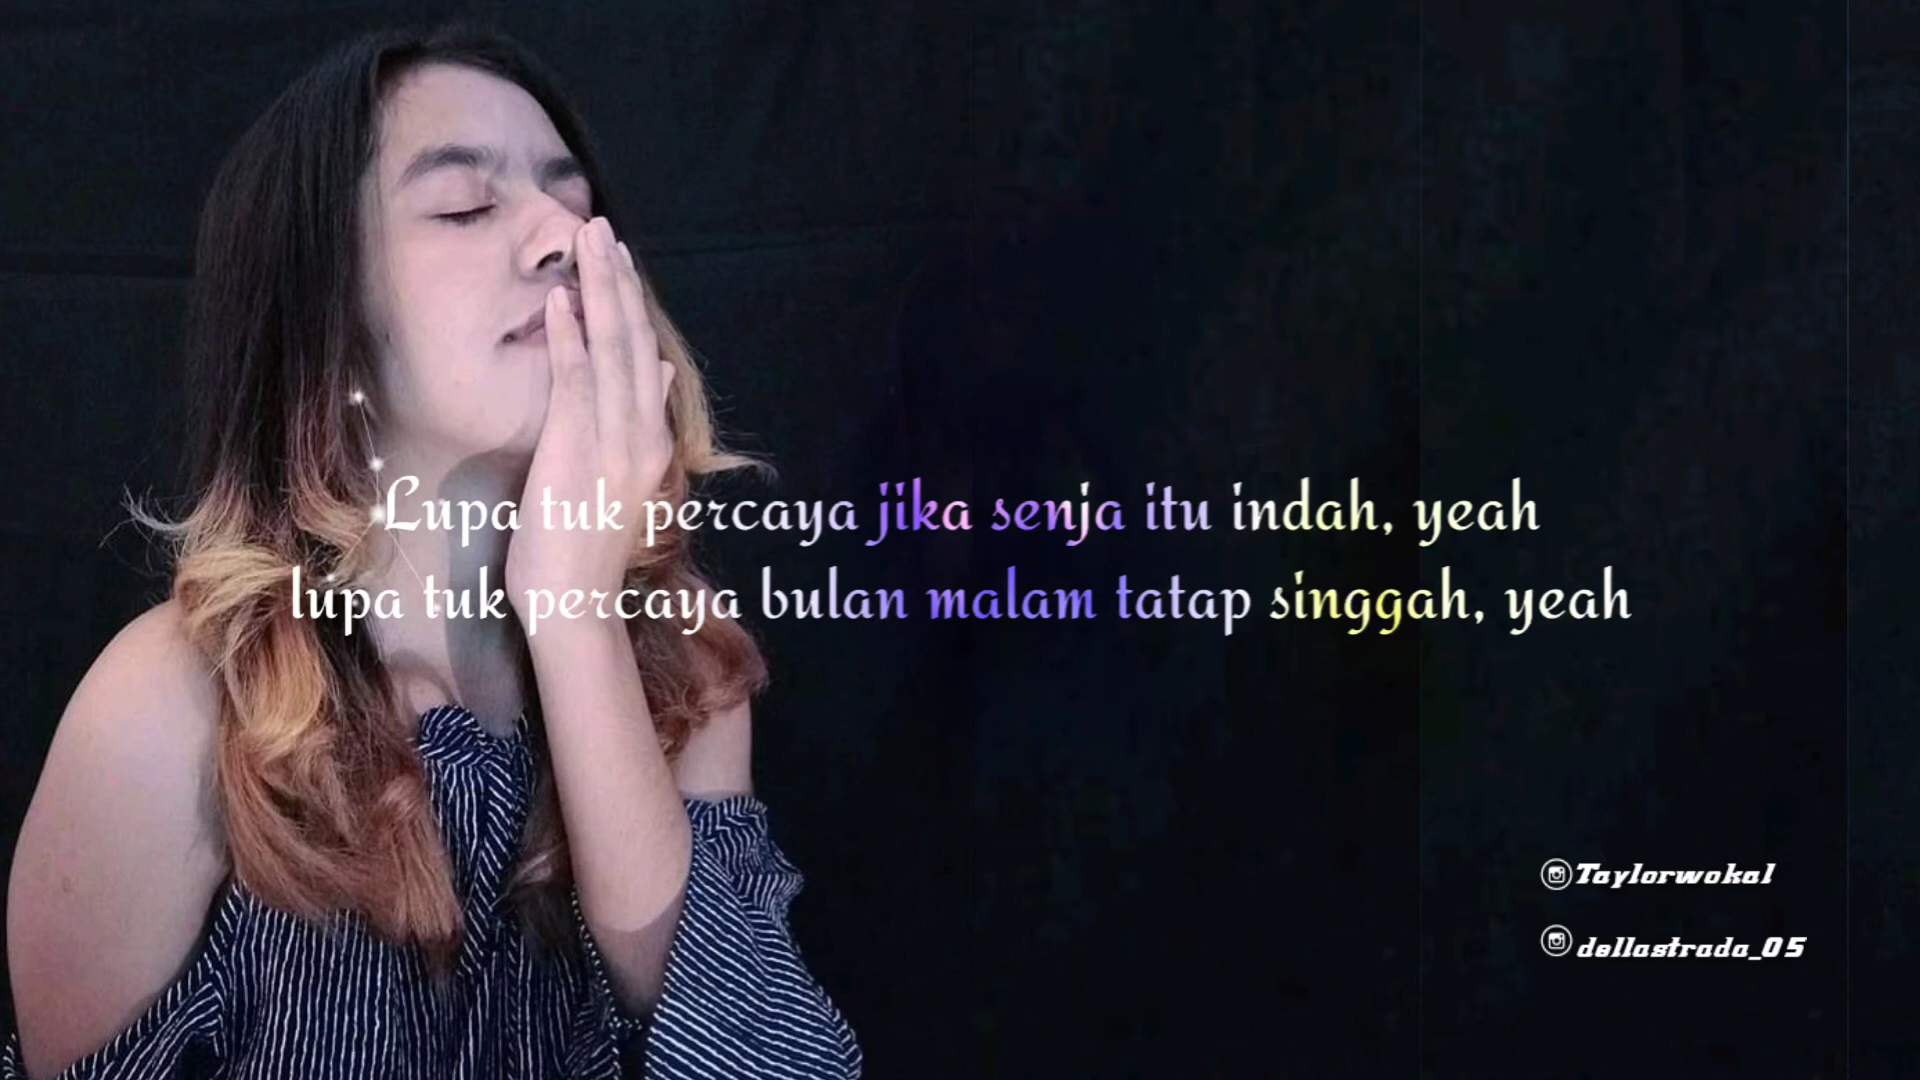 Lupa tuk percaya jika senja itu indah, yeah
lupa tuk percaya bulan malam tatap singgah, yeah
Taylorwokal
dellastrada_05